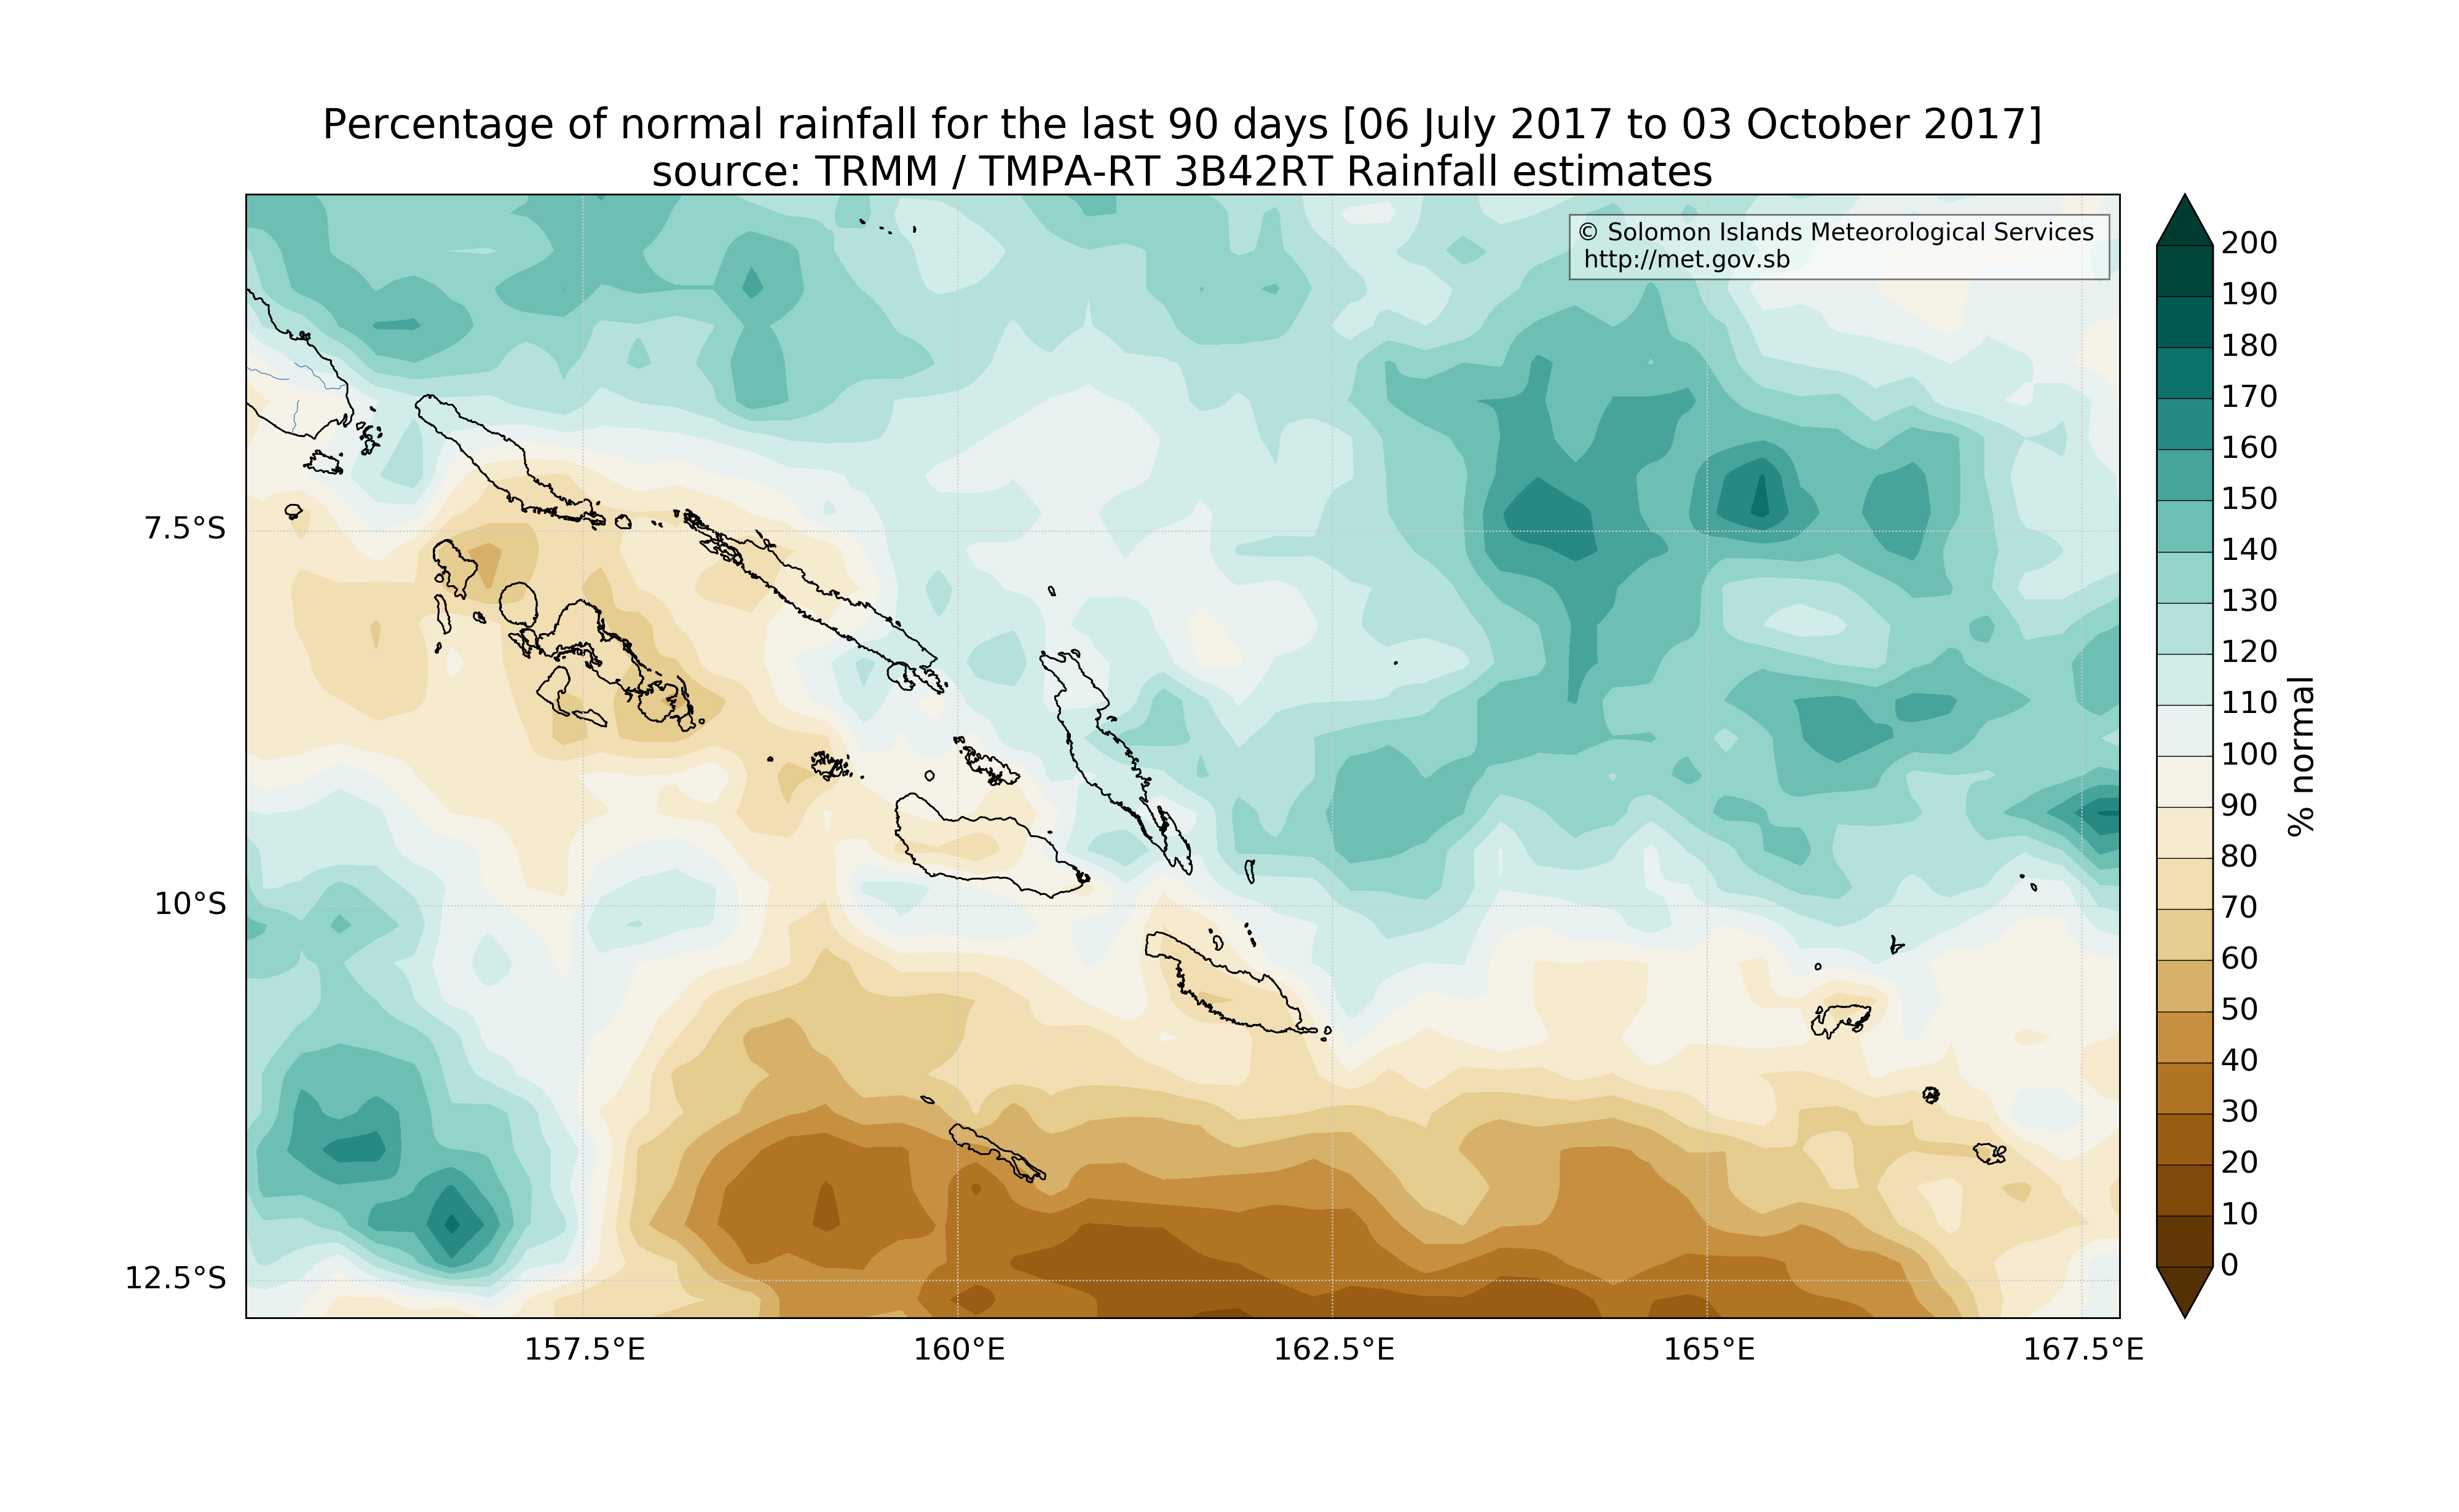 Percentage of normal rainfall for the last 90 days [06 July 2017 to 03 October 2017]
source: TRMM / TMPA-RT 3B42RT Rainfall estimates
© Solomon Islands Meteorological Services
http://met.gov.sb
7.5°S
10°S
12.5°S
157.5°E
160°E
162.5°E
165°E
167.5°E
200
190
180
170
160
150
140
130
120
110
100
90
80
70
60
50
40
30
20
10
0
% normal